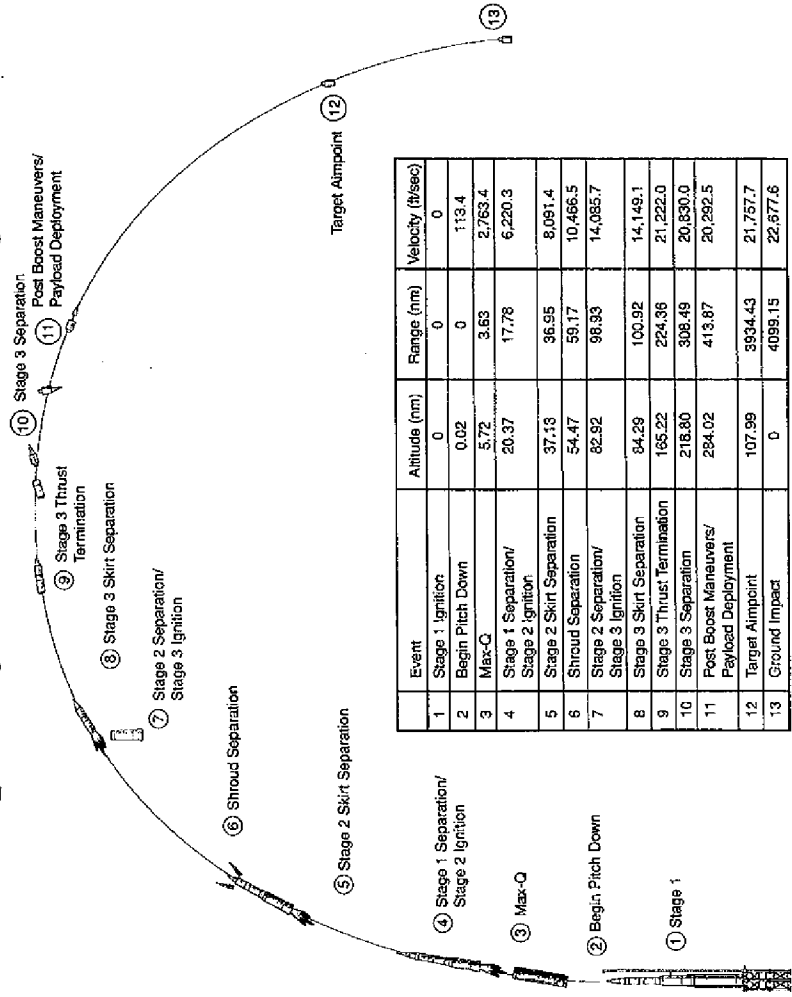 13
12
Target Aimpoint
11
Post Boost Maneuvers/
Payload Deployment
10
Stage 3 Separation
9
Stage 3 Thrust
Termination
8
Stage 3 Skirt Separation
7
Stage 2 Separation/
Stage 3 Ignition
6
Shroud Separation
5
Stage 2 Skirt Separation
4
Stage 1 Separation/
Stage 2 Ignition
3
Max-Q
2
Begin Pitch Down
1
Stage 1
Event Altitude (nm) Range (nm) Velocity (ft/sec)
1 Stage 1 Ignition 0 0 0
2 Begin Pitch Down 0.02 0 113.4
3 Max-Q 5.72 3.63 2,763.4
4 Stage 1 Separation/ 20.37 17.78 6,220.3
Stage 2 Ignition
5 Stage 2 Skirt Separation 37.13 36.95 8,091.4
6 Shroud Separation 54.47 59.17 10,466.5
7 Stage 2 Separation/ 82.92 98.93 14,085.7
Stage 3 Ignition
8 Stage 3 Skirt Separation 84.29 100.92 14,149.1
9 Stage 3 Thrust Termination 165.22 224.36 21,222.0
10 Stage 3 Separation 218.80 308.49 20,830.0
11 Post Boost Maneuvers/ 284.02 413.87 20,292.5
Payload Deployment
12 Target Aimpoint 107.99 3934.43 21,757.7
13 Ground Impact 0 4099.15 22,677.6